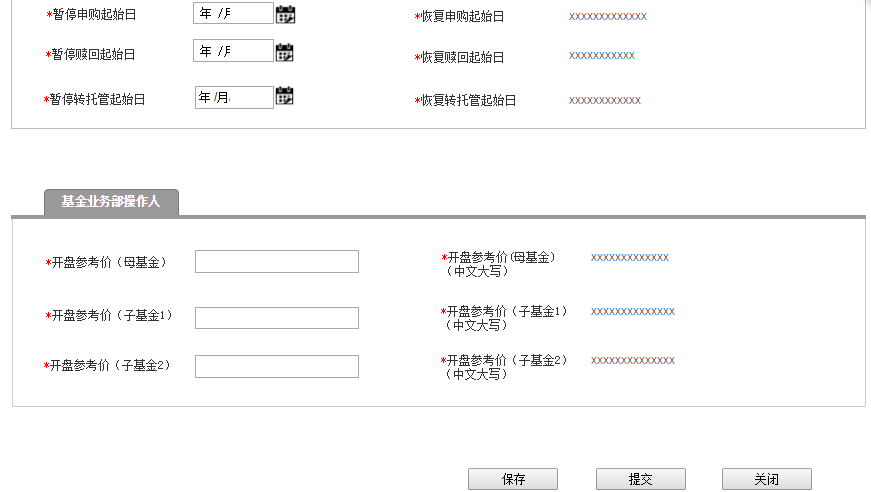 *暂停申购起始日 年 /月 *恢复申购起始日 xxxxxxxxxxxxx
*暂停赎回起始日 年 /月 *恢复赎回起始日 xxxxxxxxxxx
*暂停转托管起始日 年 /月. *恢复转托管起始日 xxxxxxxxxxxx
基金业务部操作人
*开盘参考价（母基金） *开盘参考价(母基金） xxxxxxxxxxxxx
（中文大写）
*开盘参考价（子基金1） *开盘参考价（子基金1） xxxxxxxxxxxxxx
（中文大写）
*开盘参考价（子基金2） *开盘参考价（子基金2） xxxxxxxxxxxxxx
（中文大写）
保存 提交 关闭